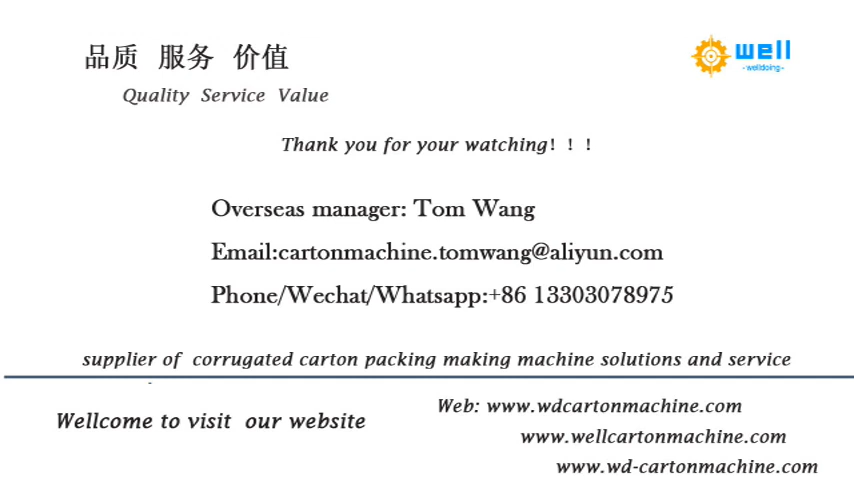 品质 服务 价值
well
-welldoing-
Quality Service Value
Thank you for your watching！！！
Overseas manager: Tom Wang
Email:cartonmachine.tomwang@aliyun.com
Phone/Wechat/Whatsapp:+86 13303078975
supplier of corrugated carton packing making machine solutions and service
Wellcome to visit our website
Web: www.wdcartonmachine.com
www.wellcartonmachine.com
www.wd-cartonmachine.com